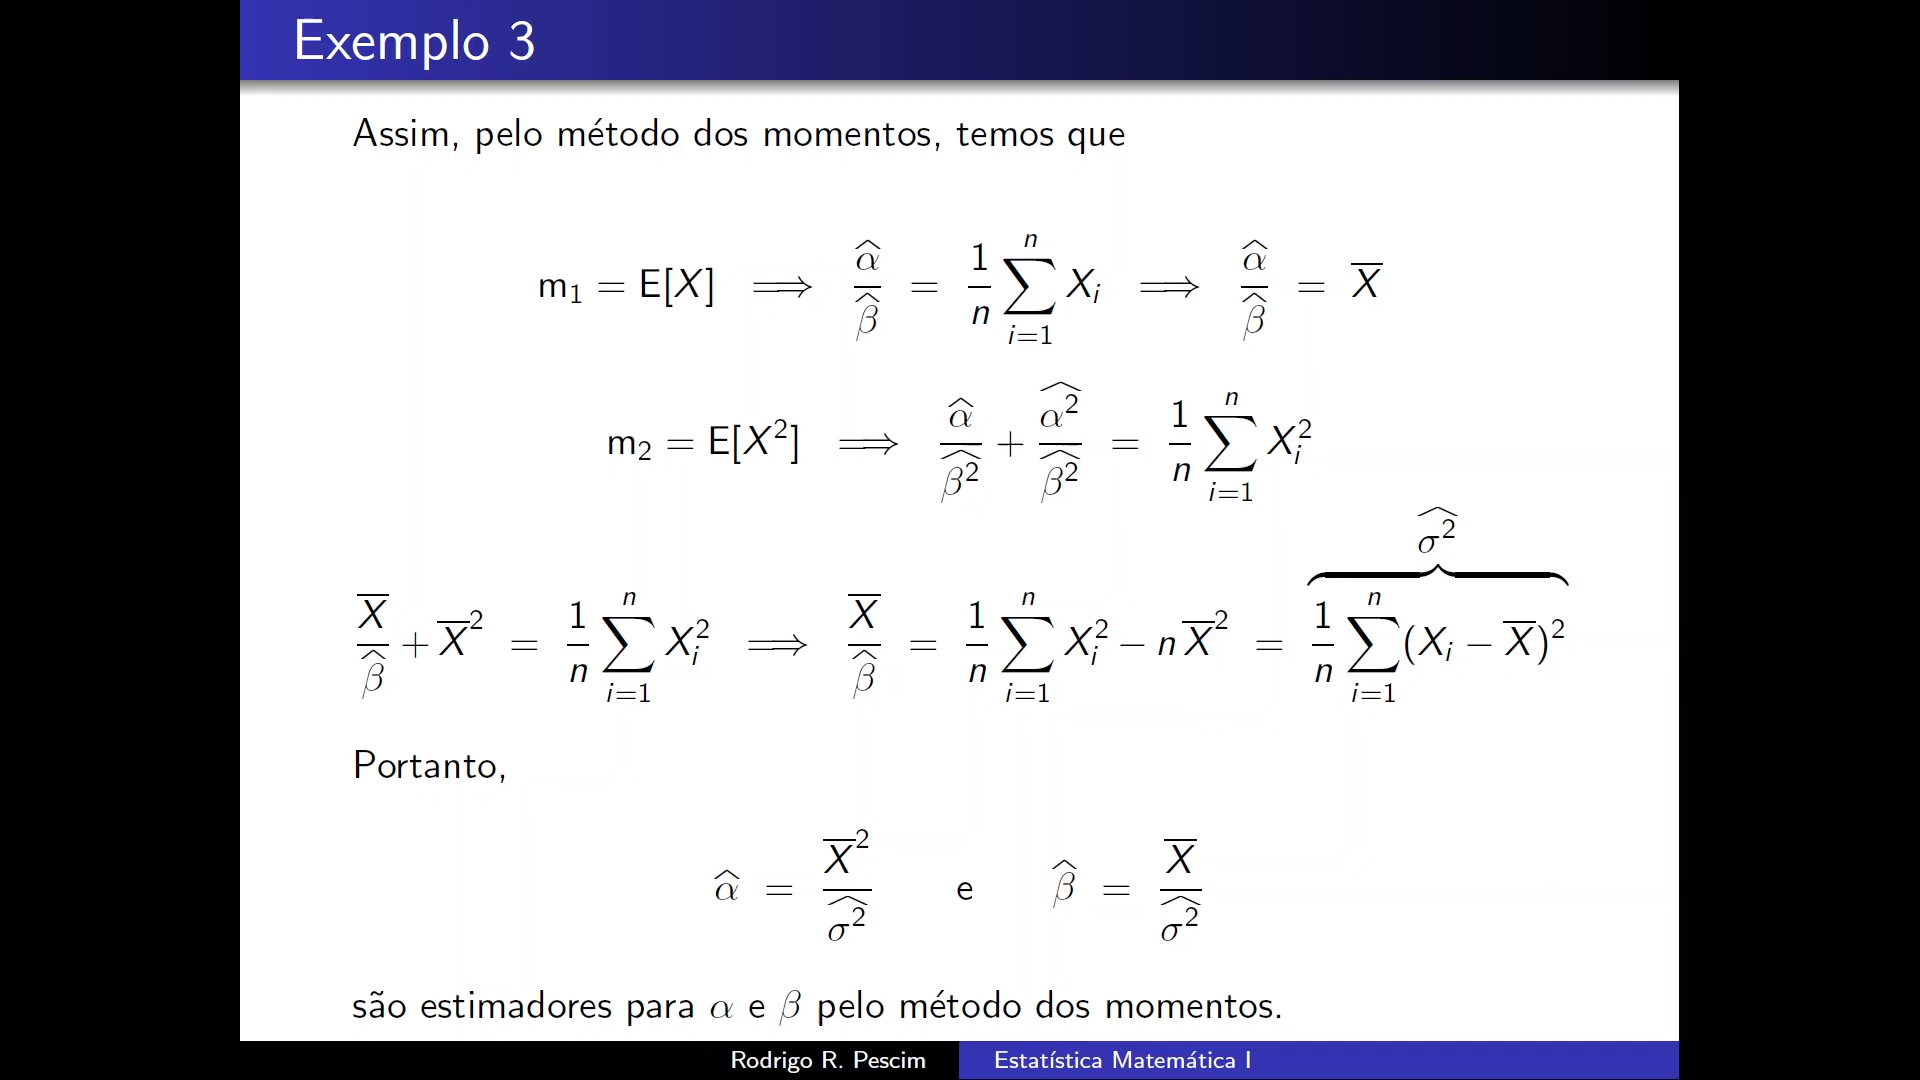 Exemplo 3
Assim, pelo método dos momentos, temos que
m₁ = E[X] ⟹ α̂/β̂ = 1/n ∑ᵢ₌₁ⁿ Xᵢ ⟹ α̂/β̂ = X̅
m₂ = E[X²] ⟹ α̂/β̂² + α̂²/β̂² = 1/n ∑ᵢ₌₁ⁿ Xᵢ²
X̅/β̂ + X̅² = 1/n ∑ᵢ₌₁ⁿ Xᵢ² ⟹ X̅/β̂ = 1/n ∑ᵢ₌₁ⁿ Xᵢ² − n X̅² = 1/n ∑ᵢ₌₁ⁿ (Xᵢ − X̅)² ⏞ σ̂²
Portanto,
α̂ = X̅²/σ̂² e β̂ = X̅/σ̂²
são estimadores para α e β pelo método dos momentos.
Rodrigo R. Pescim Estatística Matemática I